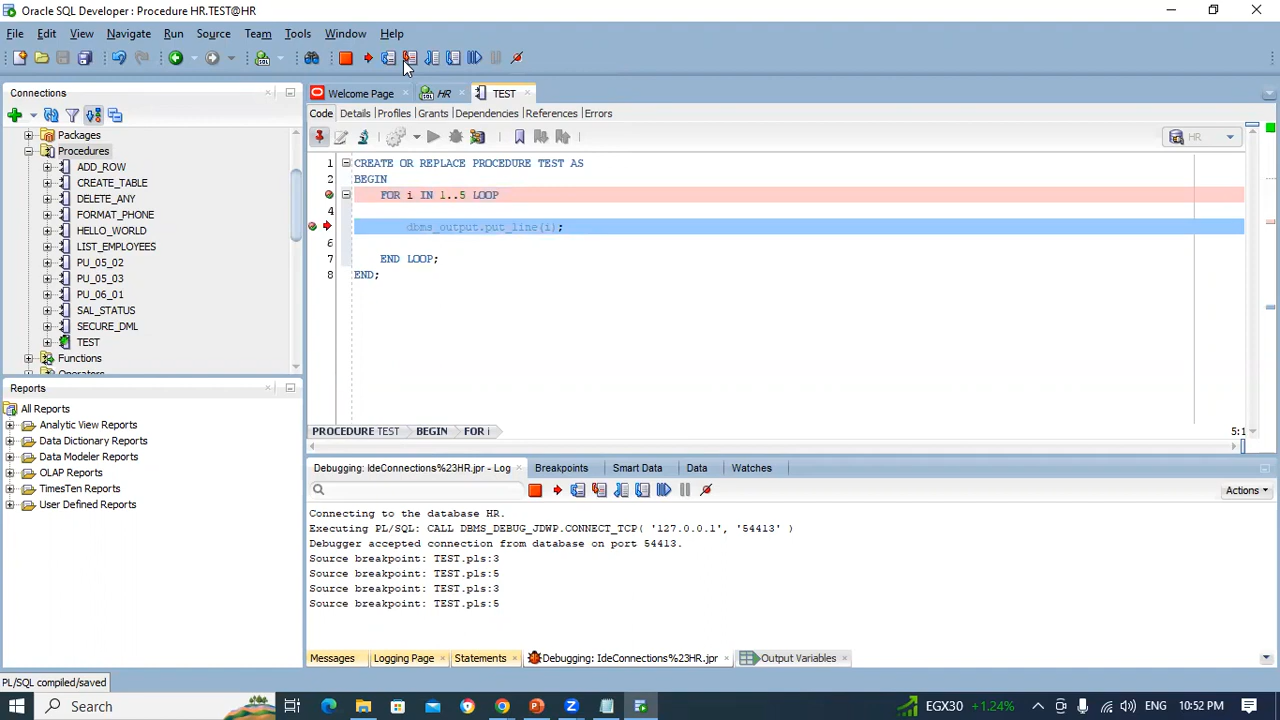 Oracle SQL Developer: Procedure HR.TEST@HR
File Edit View Navigate Run Source Team Tools Window Help
Connections
Welcome Page HR TEST
Code Details Profiles Grants Dependencies References Errors
HR
Packages
Procedures
ADD_ROW
CREATE_TABLE
DELETE_ANY
FORMAT_PHONE
HELLO_WORLD
LIST_EMPLOYEES
PU_05_02
PU_05_03
PU_06_01
SAL_STATUS
SECURE_DML
TEST
Functions
Operators
1 CREATE OR REPLACE PROCEDURE TEST AS
2 BEGIN
FOR i IN 1..5 LOOP
4
dbms_output.put_line(i);
6
7 END LOOP;
8 END;
PROCEDURE TEST BEGIN FOR i
5:1
Reports
All Reports
Analytic View Reports
Data Dictionary Reports
Data Modeler Reports
OLAP Reports
TimesTen Reports
User Defined Reports
Debugging: IdeConnections%23HR.jpr - Log Breakpoints Smart Data Data Watches
Actions
Connecting to the database HR.
Executing PL/SQL: CALL DBMS_DEBUG_JDWP.CONNECT_TCP( '127.0.0.1', '54413' )
Debugger accepted connection from database on port 54413.
Source breakpoint: TEST.pls:3
Source breakpoint: TEST.pls:5
Source breakpoint: TEST.pls:3
Source breakpoint: TEST.pls:5
Messages Logging Page Statements Debugging: IdeConnections%23HR.jpr Output Variables
PL/SQL compiled/saved
Search
EGX30 +1.24% ENG 10:52 PM